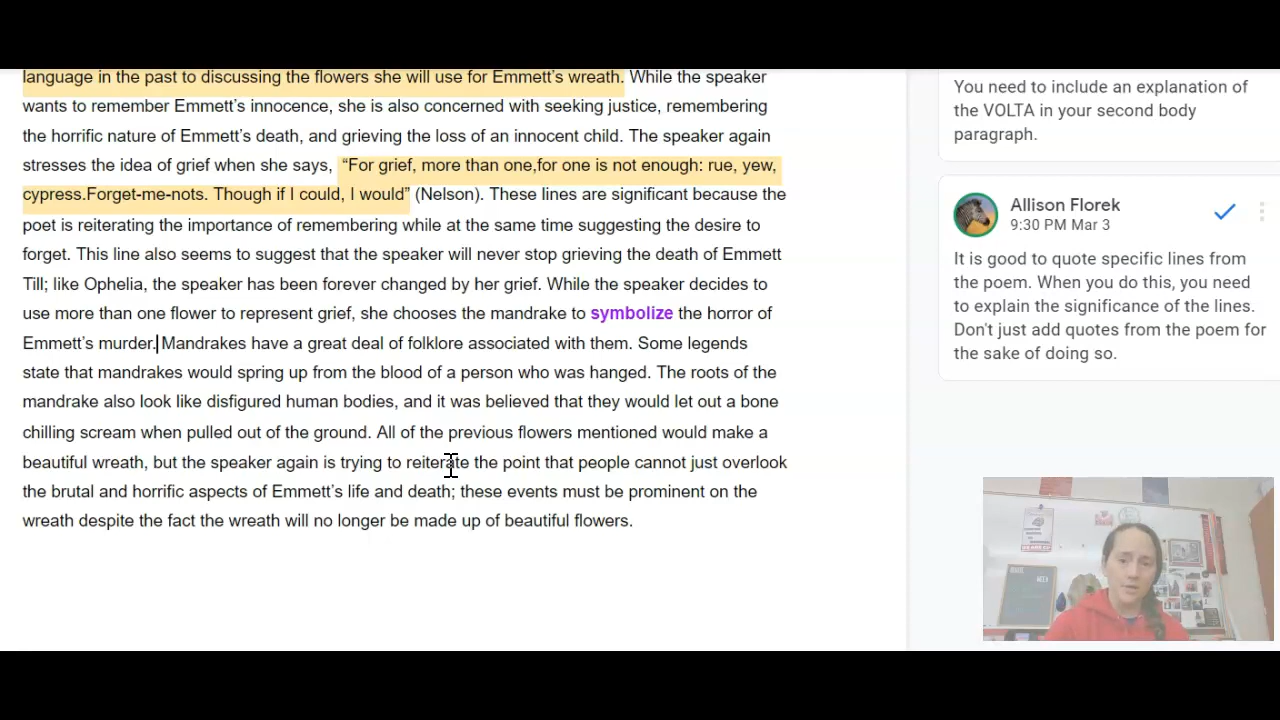 language in the past to discussing the flowers she will use for Emmett’s wreath. While the speaker
wants to remember Emmett’s innocence, she is also concerned with seeking justice, remembering
the horrific nature of Emmett’s death, and grieving the loss of an innocent child. The speaker again
stresses the idea of grief when she says, “For grief, more than one,for one is not enough: rue, yew,
cypress.Forget-me-nots. Though if I could, I would” (Nelson). These lines are significant because the
poet is reiterating the importance of remembering while at the same time suggesting the desire to
forget. This line also seems to suggest that the speaker will never stop grieving the death of Emmett
Till; like Ophelia, the speaker has been forever changed by her grief. While the speaker decides to
use more than one flower to represent grief, she chooses the mandrake to symbolize the horror of
Emmett’s murder. Mandrakes have a great deal of folklore associated with them. Some legends
state that mandrakes would spring up from the blood of a person who was hanged. The roots of the
mandrake also look like disfigured human bodies, and it was believed that they would let out a bone
chilling scream when pulled out of the ground. All of the previous flowers mentioned would make a
beautiful wreath, but the speaker again is trying to reiterate the point that people cannot just overlook
the brutal and horrific aspects of Emmett’s life and death; these events must be prominent on the
wreath despite the fact the wreath will no longer be made up of beautiful flowers.
You need to include an explanation of
the VOLTA in your second body
paragraph.
Allison Florek
9:30 PM Mar 3
It is good to quote specific lines from
the poem. When you do this, you need
to explain the significance of the lines.
Don't just add quotes from the poem for
the sake of doing so.